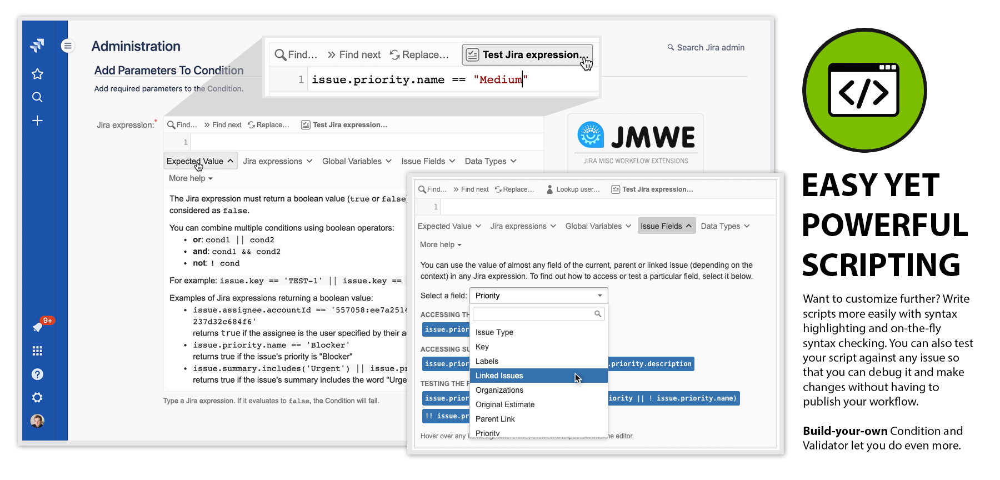 Administration
Search Jira admin
Add Parameters To Condition
Add required parameters to the Condition.
Find...
Find next
Replace...
Test Jira expression...
1 issue.priority.name == "Medium"
Jira expression:*
Find...
Find next
Replace...
Test Jira expression...
1
Expected Value
Jira expressions
Global Variables
Issue Fields
Data Types
More help
The Jira expression must return a boolean value (true or false)
considered as false.
You can combine multiple conditions using boolean operators:
• or: cond1 || cond2
• and: cond1 && cond2
• not: ! cond
For example: issue.key == 'TEST-1' || issue.key ==
Examples of Jira expressions returning a boolean value:
• issue.assignee.accountId == '557058:ee7a2514
237d32c684f6'
returns true if the assignee is the user specified by their
• issue.priority.name == 'Blocker'
returns true if the issue's priority is "Blocker"
• issue.summary.includes('Urgent') || issue.pr
returns true if the issue's summary includes the word "Urge
Type a Jira expression. If it evaluates to false, the Condition will fail.
9+
JMWE
JIRA MISC WORKFLOW EXTENSIONS
Find...
Find next
Replace...
Lookup user...
Test Jira expression...
1
Expected Value
Jira expressions
Global Variables
Issue Fields
Data Types
More help
You can use the value of almost any field of the current, parent or linked issue (depending on the
context) in any Jira expression. To find out how to access or test a particular field, select it below.
Select a field: Priority
ACCESSING TH
issue.prior
Issue Type
Key
ACCESSING SU
Labels
issue.prior
.priority.description
Linked Issues
TESTING THE F
Organizations
issue.prior
iority || ! issue.priority.name)
Original Estimate
!! issue.pr
Parent Link
Priority
Hover over any the editor.
EASY YET
POWERFUL
SCRIPTING
Want to customize further? Write
scripts more easily with syntax
highlighting and on-the-fly
syntax checking. You can also test
your script against any issue so
that you can debug it and make
changes without having to
publish your workflow.
Build-your-own Condition and
Validator let you do even more.